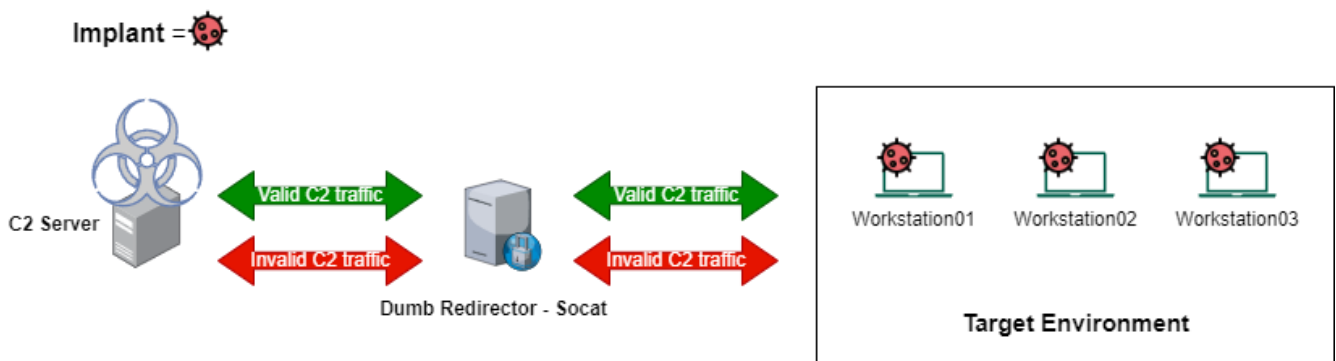 Implant =
C2 Server
Valid C2 traffic
Invalid C2 traffic
Dumb Redirector - Socat
Valid C2 traffic
Invalid C2 traffic
Workstation01
Workstation02
Workstation03
Target Environment